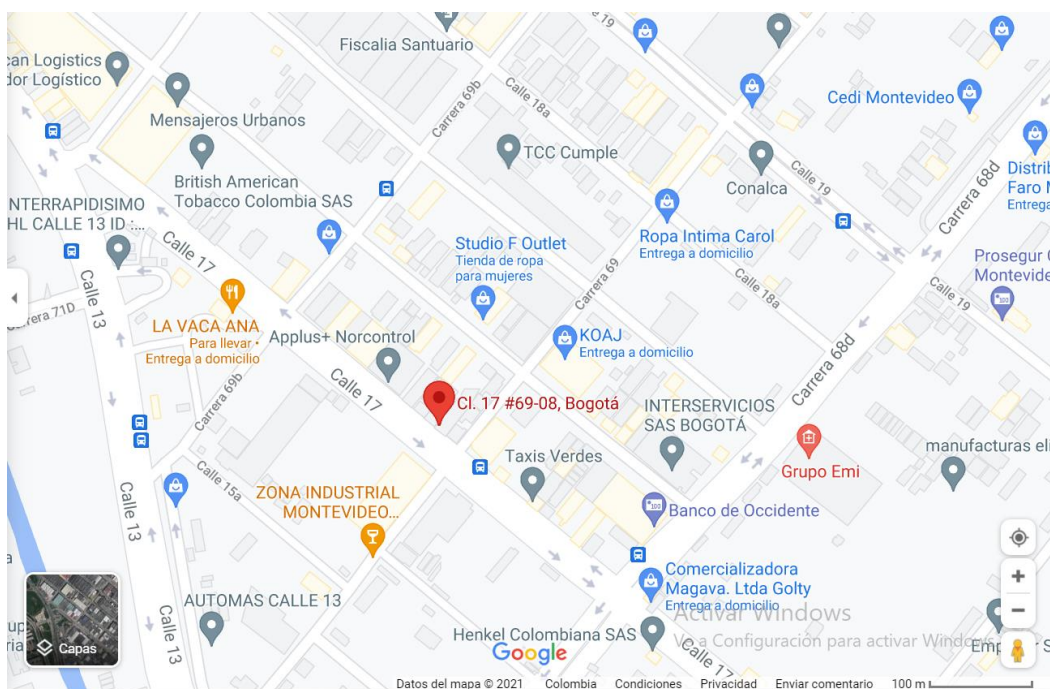 Fiscalia Santuario
Calle 19
can Logistics
dor Logístico
Carrera 69b
Calle 18a
Cedi Montevideo
Mensajeros Urbanos
TCC Cumple
Conalca
Calle 19
Distrib
Faro M
Entrega
British American
Tobacco Colombia SAS
Carrera 68d
NTERRAPIDISIMO
HL CALLE 13 ID :...
Calle 17
Studio F Outlet
Tienda de ropa
para mujeres
Ropa Intima Carol
Entrega a domicilio
Carrera 69
Calle 18a
Prosegur
Montevide
Calle 19
Calle 13
rrera 71D
LA VACA ANA
Para llevar •
Entrega a domicilio
Applus+ Norcontrol
KOAJ
Entrega a domicilio
Carrera 68d
Carrera 69b
Calle 17
Cl. 17 #69-08, Bogotá
INTERSERVICIOS
SAS BOGOTÁ
Taxis Verdes
Grupo Emi
manufacturas eli
Calle 13
Calle 15a
ZONA INDUSTRIAL
MONTEVIDEO...
100
Banco de Occidente
Comercializadora
Magava. Ltda Golty
Entrega a domicilio
Activar Windows
Ve a Configuración para activar Windows
AUTOMAS CALLE 13
Henkel Colombiana SAS
Calle 17
Emp
Calle 13
Capas
Google
Datos del mapa © 2021 Colombia Condiciones Privacidad Enviar comentario 100 m